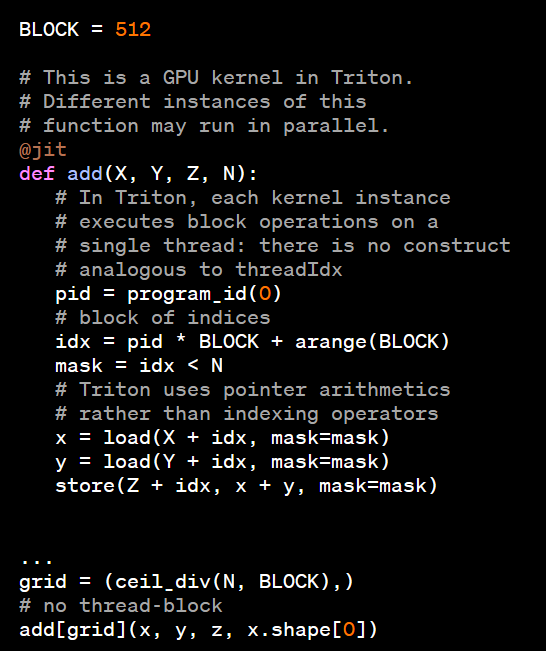 BLOCK = 512
# This is a GPU kernel in Triton.
# Different instances of this
# function may run in parallel.
@jit
def add(X, Y, Z, N):
   # In Triton, each kernel instance
   # executes block operations on a
   # single thread: there is no construct
   # analogous to threadIdx
   pid = program_id(0)
   # block of indices
   idx = pid * BLOCK + arange(BLOCK)
   mask = idx < N
   # Triton uses pointer arithmetics
   # rather than indexing operators
   x = load(X + idx, mask=mask)
   y = load(Y + idx, mask=mask)
   store(Z + idx, x + y, mask=mask)
...
grid = (ceil_div(N, BLOCK),)
# no thread-block
add[grid](x, y, z, x.shape[0])